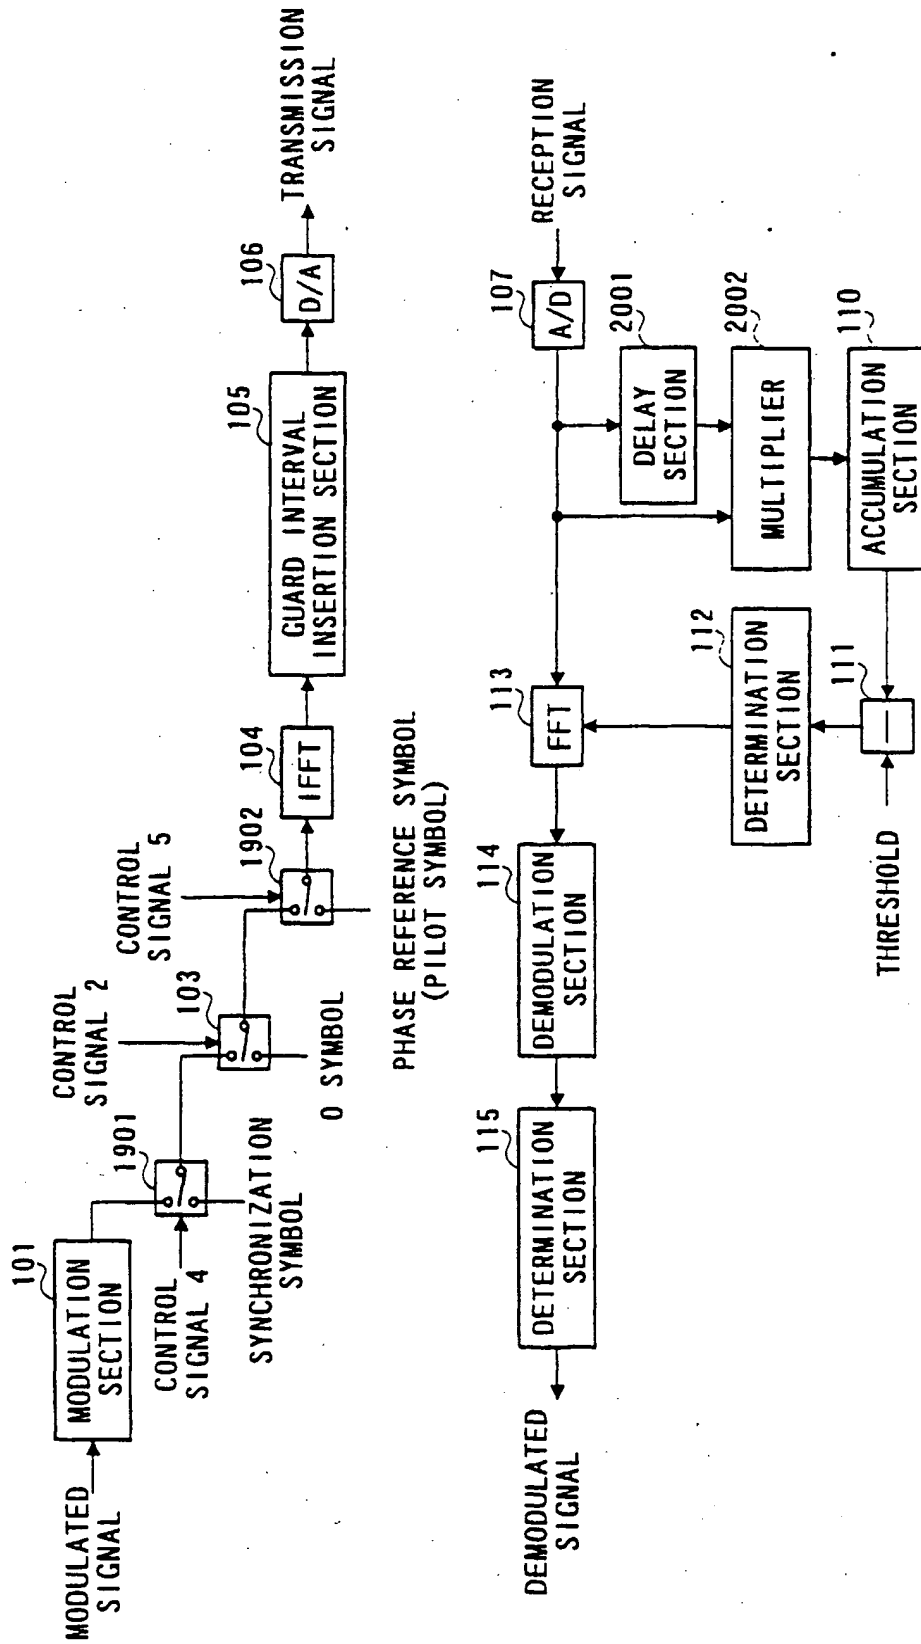 MODULATED
SIGNAL
101
MODULATION
SECTION
CONTROL
SIGNAL 4
1901
SYNCHRONIZATION
SYMBOL
CONTROL
SIGNAL 2
103
0 SYMBOL
CONTROL
SIGNAL 5
1902
PHASE REFERENCE SYMBOL
(PILOT SYMBOL)
104
IFFT
105
GUARD INTERVAL
INSERTION SECTION
106
D/A
TRANSMISSION
SIGNAL
RECEPTION
SIGNAL
107
A/D
2001
DELAY
SECTION
2002
MULTIPLIER
110
ACCUMULATION
SECTION
111
THRESHOLD
112
DETERMINATION
SECTION
113
FFT
114
DEMODULATION
SECTION
115
DETERMINATION
SECTION
DEMODULATED
SIGNAL